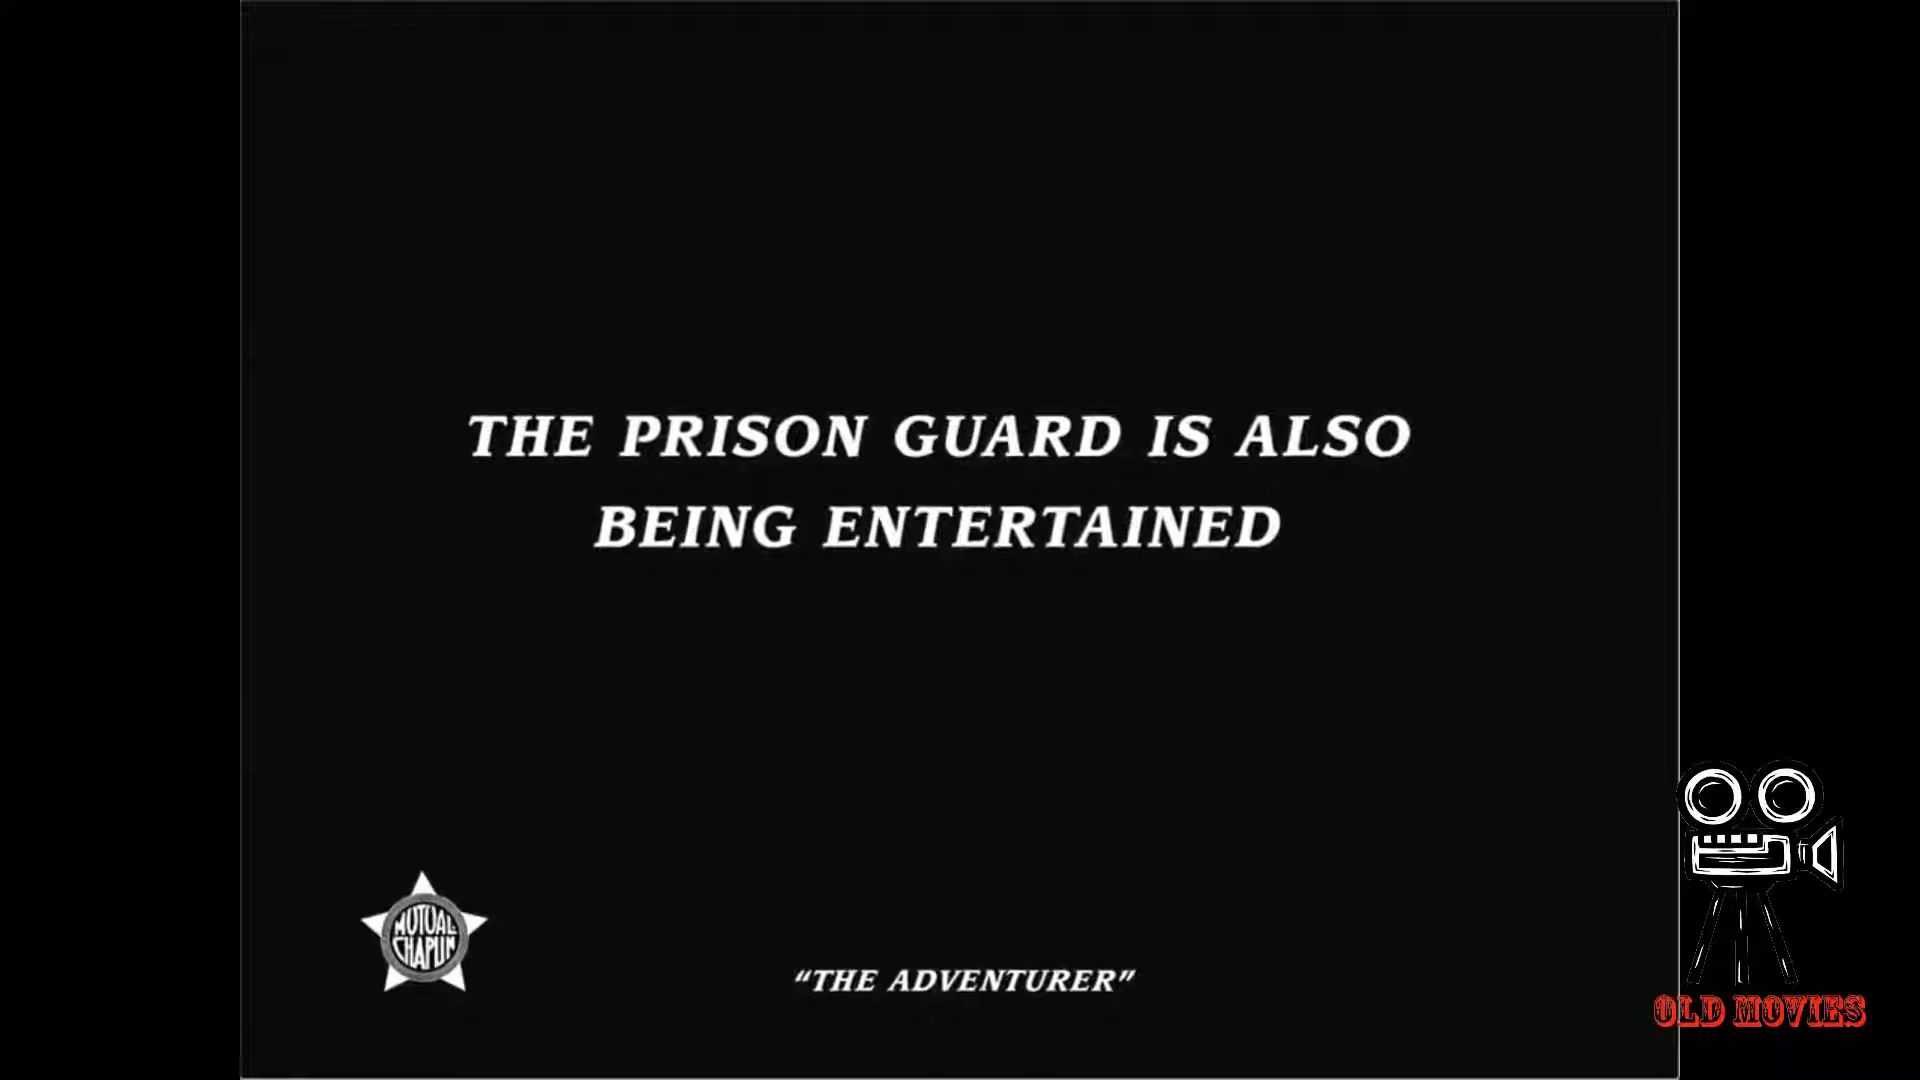 THE PRISON GUARD IS ALSO
BEING ENTERTAINED
MUTUAL
CHAPLIN
"THE ADVENTURER"
OLD MOVIES